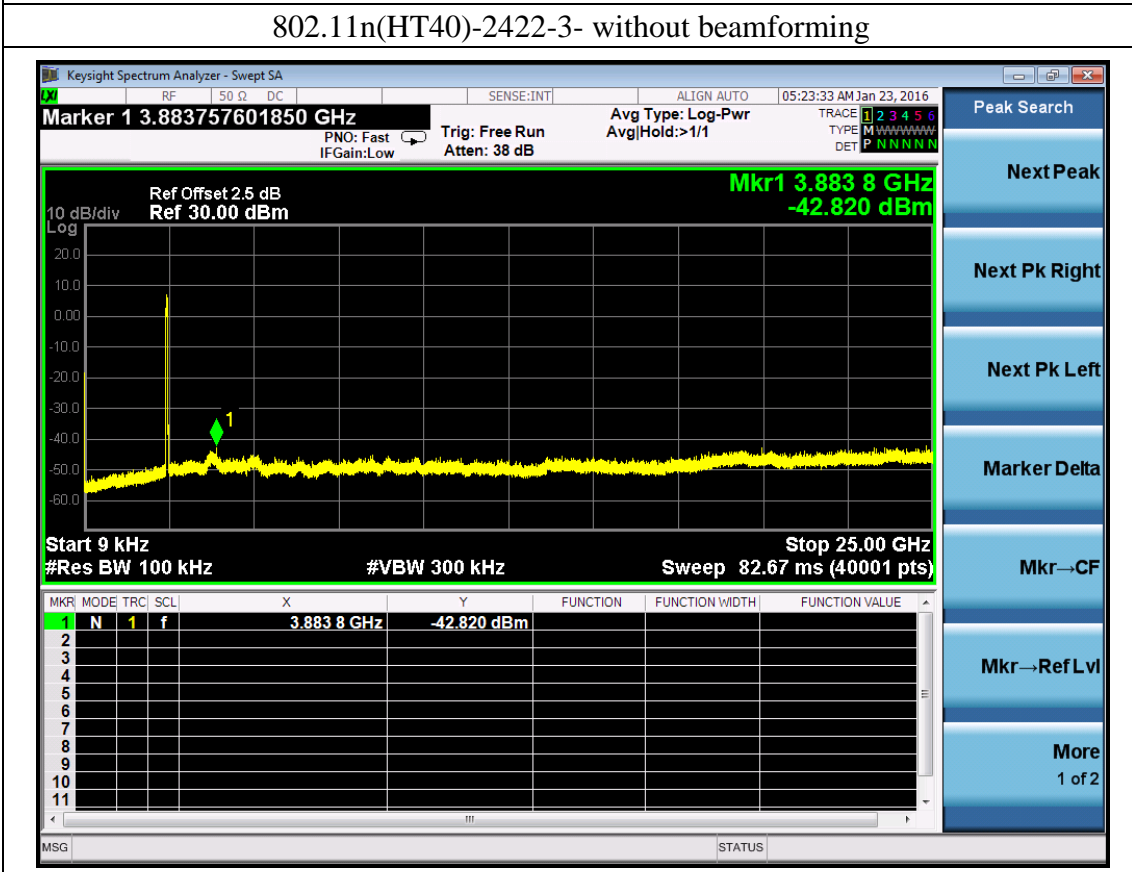 802.11n(HT40)-2422-3- without beamforming
Keysight Spectrum Analyzer - Swept SA
LXI RF 50 Ω DC SENSE:INT ALIGN AUTO 05:23:33 AM Jan 23, 2016
Marker 1 3.883757601850 GHz
PNO: Fast
IFGain:Low
Trig: Free Run
Atten: 38 dB
Avg Type: Log-Pwr
Avg|Hold:>1/1
TRACE 1 2 3 4 5 6
TYPE M WWWWW
DET P N N N N N
Mkr1 3.883 8 GHz
-42.820 dBm
Ref Offset 2.5 dB
10 dB/div Ref 30.00 dBm
Log
20.0
10.0
0.00
-10.0
-20.0
-30.0
-40.0
-50.0
-60.0
1
Start 9 kHz Stop 25.00 GHz
#Res BW 100 kHz #VBW 300 kHz Sweep 82.67 ms (40001 pts)
MKR MODE TRC SCL X Y FUNCTION FUNCTION WIDTH FUNCTION VALUE
1 N 1 f 3.883 8 GHz -42.820 dBm
2
3
4
5
6
7
8
9
10
11
MSG STATUS
Peak Search
Next Peak
Next Pk Right
Next Pk Left
Marker Delta
Mkr→CF
Mkr→Ref Lvl
More
1 of 2